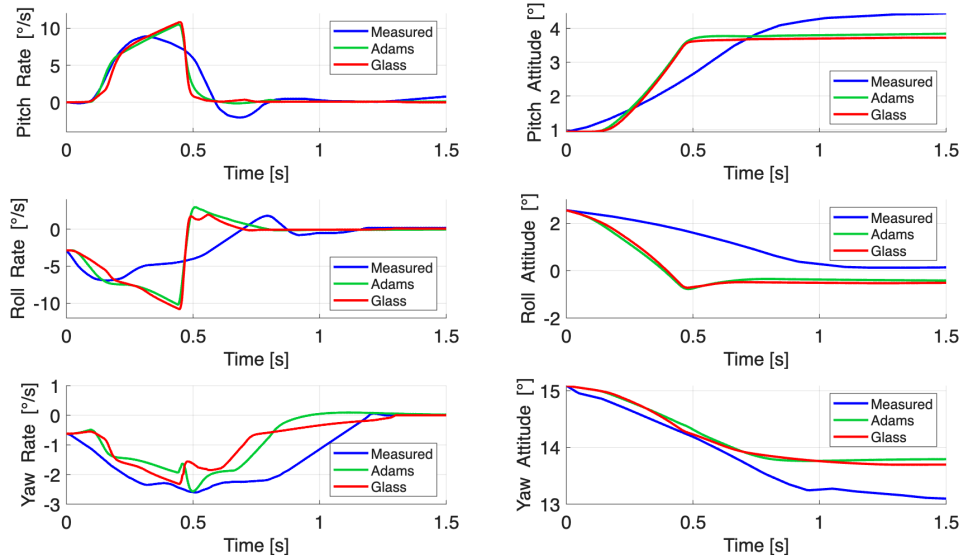 Pitch Rate [°/s]
10
5
0
Measured
Adams
Glass
0
0.5
1
1.5
Time [s]
Pitch Attitude [°]
4
3
2
1
Measured
Adams
Glass
0
0.5
1
1.5
Time [s]
Roll Rate [°/s]
0
-5
-10
Measured
Adams
Glass
0
0.5
1
1.5
Time [s]
Roll Attitude [°]
2
0
-2
Measured
Adams
Glass
0
0.5
1
1.5
Time [s]
Yaw Rate [°/s]
1
0
-1
-2
-3
Measured
Adams
Glass
0
0.5
1
1.5
Time [s]
Yaw Attitude [°]
15
14
13
Measured
Adams
Glass
0
0.5
1
1.5
Time [s]